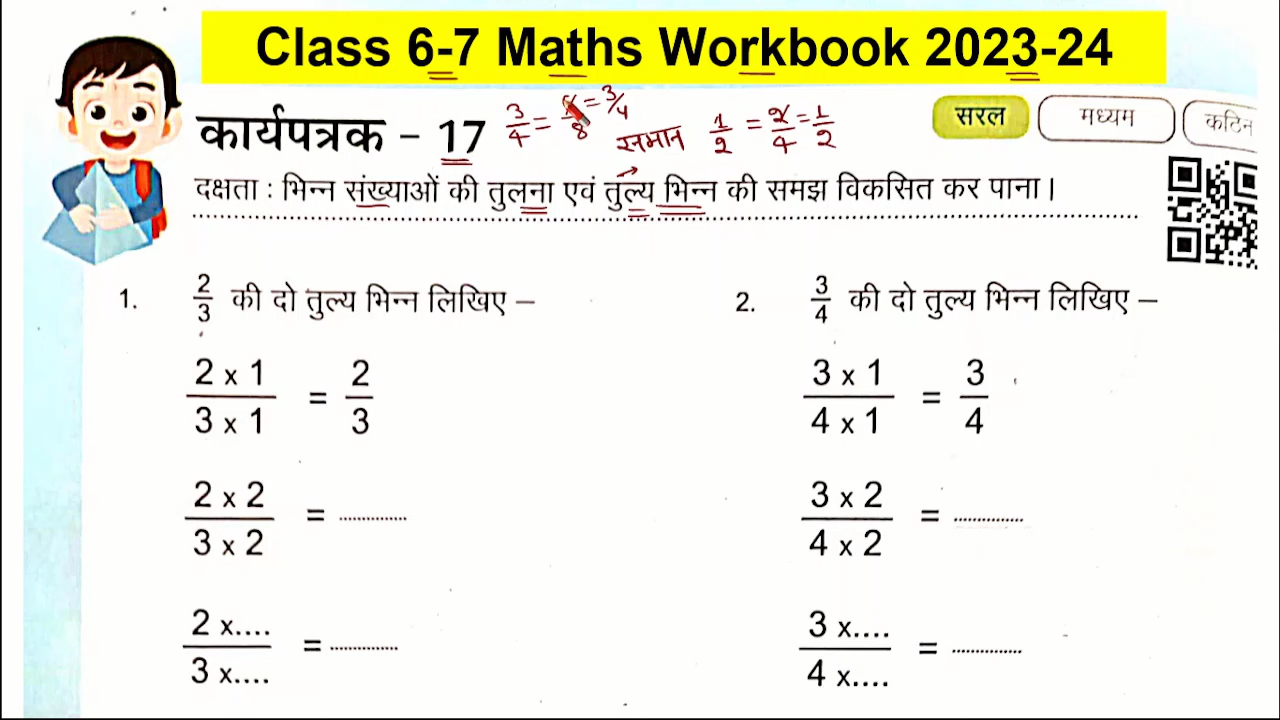 Class 6-7 Maths Workbook 2023-24
कार्यपत्रक – 17
3/4 = 6/8 = 3/4 समान 1/2 = 2/4 = 1/2
सरल मध्यम कठिन
दक्षता : भिन्न संख्याओं की तुलना एवं तुल्य भिन्न की समझ विकसित कर पाना।
1. 2/3 की दो तुल्य भिन्न लिखिए –
2 x 1 / 3 x 1 = 2/3
2 x 2 / 3 x 2 = ............
2 x.... / 3 x.... = ............
2. 3/4 की दो तुल्य भिन्न लिखिए –
3 x 1 / 4 x 1 = 3/4
3 x 2 / 4 x 2 = ............
3 x.... / 4 x.... = ............